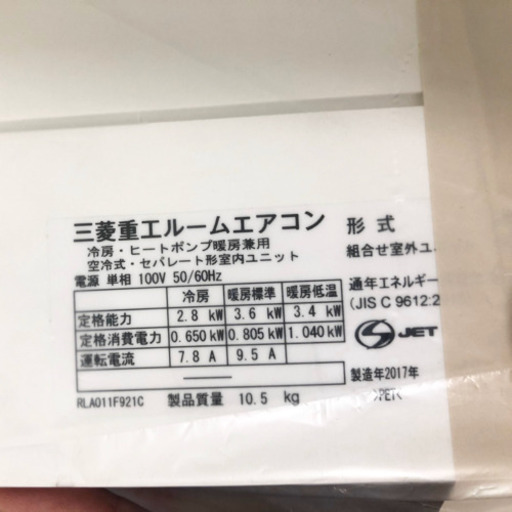 三菱重工ルームエアコン
冷房・ヒートポンプ暖房兼用
空冷式・セパレート形室内ユニット
電源 単相 100V 50/60Hz
冷房 暖房標準 暖房低温
定格能力 2.8 kW 3.6 kW 3.4 kW
定格消費電力 0.650 kW 0.805 kW 1.040 kW
運転電流 7.8 A 9.5 A
RLA011F921C 製品質量 10.5 kg
形式
組合せ室外ユ
通年エネルギー
(JIS C 9612:2
S JET
製造年2017年
>PET<